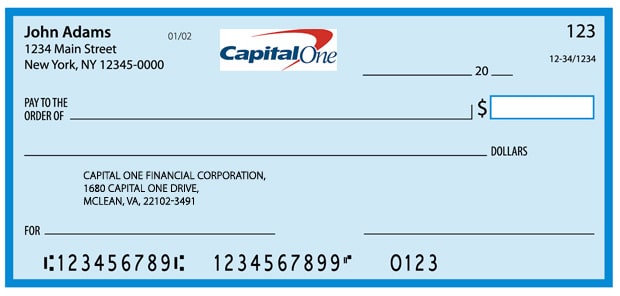 John Adams 01/02 CapitalOne 123
1234 Main Street
New York, NY 12345-0000 12-34/1234
20
PAY TO THE
ORDER OF $
DOLLARS
CAPITAL ONE FINANCIAL CORPORATION,
1680 CAPITAL ONE DRIVE,
MCLEAN, VA, 22102-3491
FOR
⑆123456789⑆ 1234567899⑈ 0123